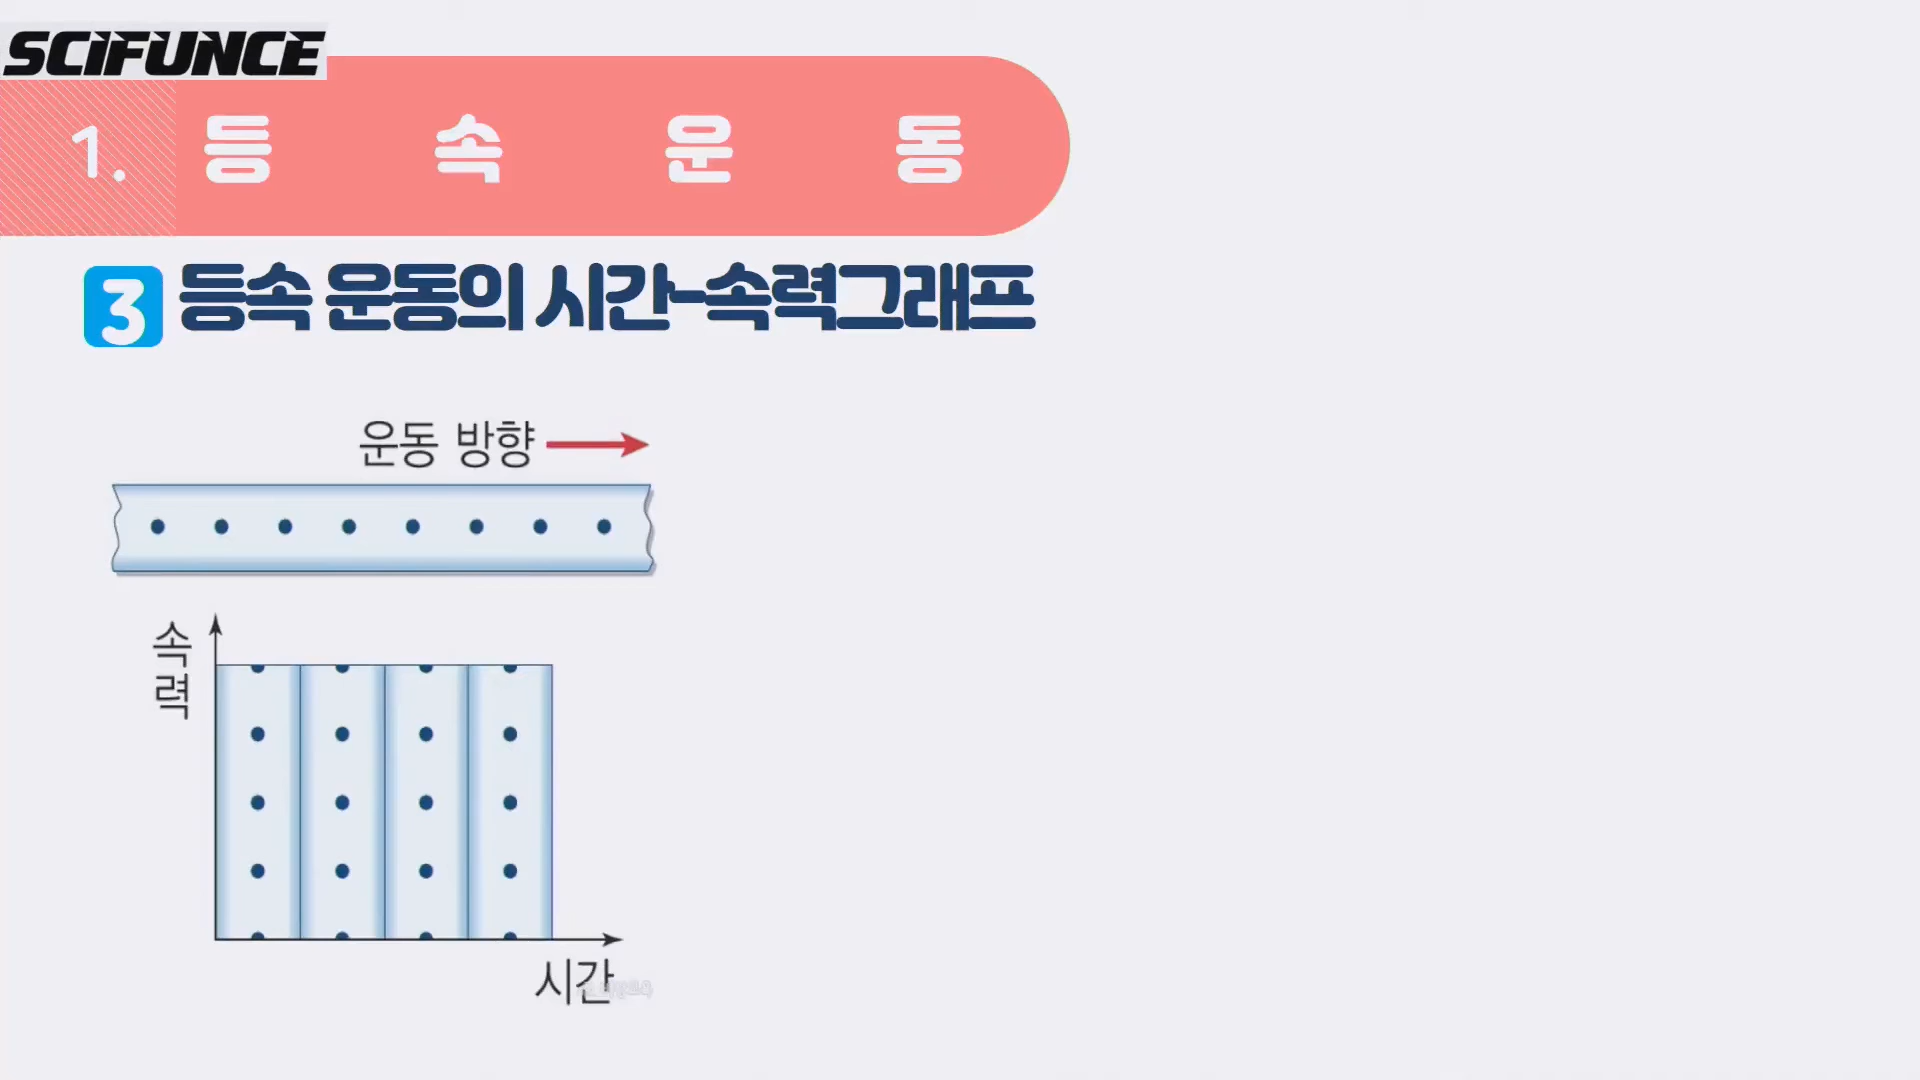 SCIFUNCE
1. 등 속 운 동
3 등속 운동의 시간-속력그래프
운동 방향
속력
시간